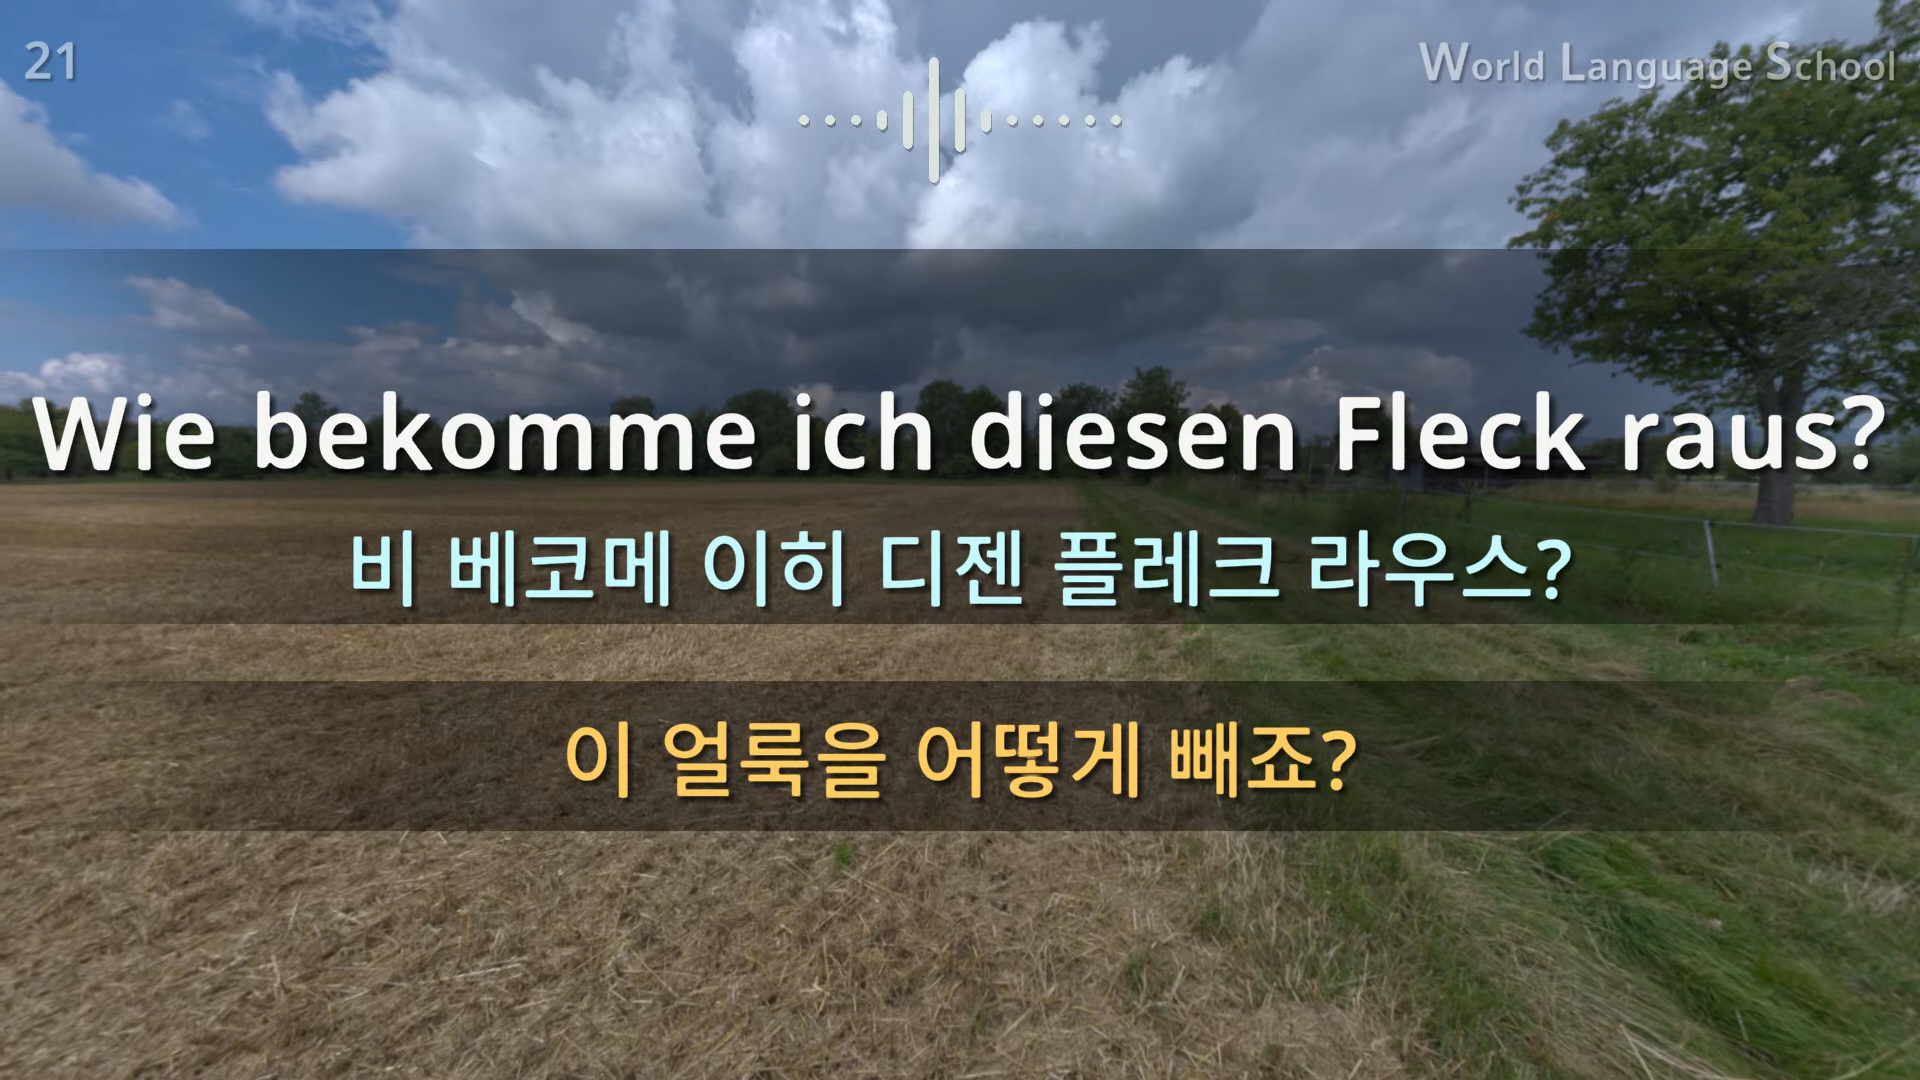 21
World Language School
Wie bekomme ich diesen Fleck raus?
비 베코메 이히 디젠 플레크 라우스?
이 얼룩을 어떻게 빼죠?